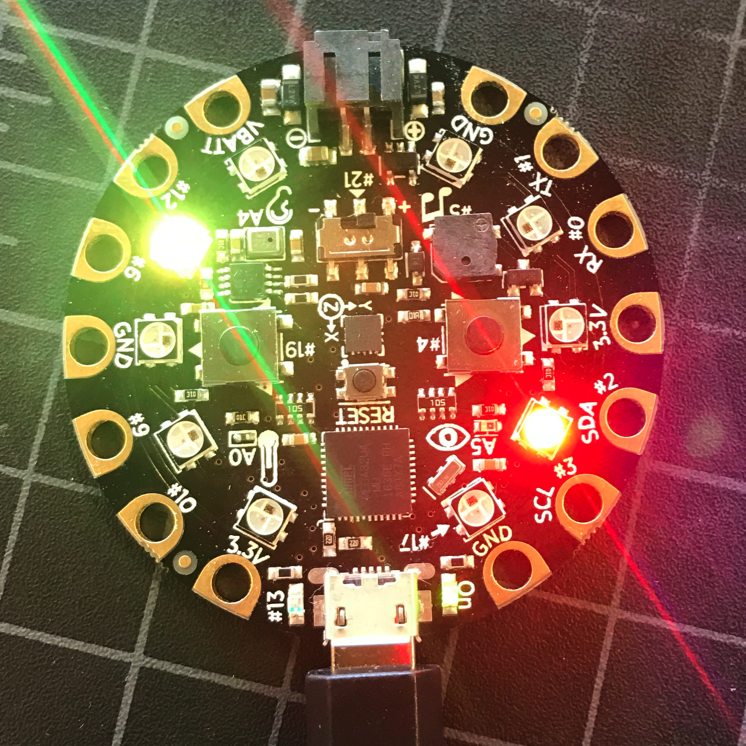 GND
VBATT
#12
#6
GND
#9
#10
3.3V
#13
On
GND
#17
SCL #3
SDA #2
3.3V
RX #0
TX #1
#21
- +
A4
#5
#19
Z
Y
X
#4
RESET
A0
A5